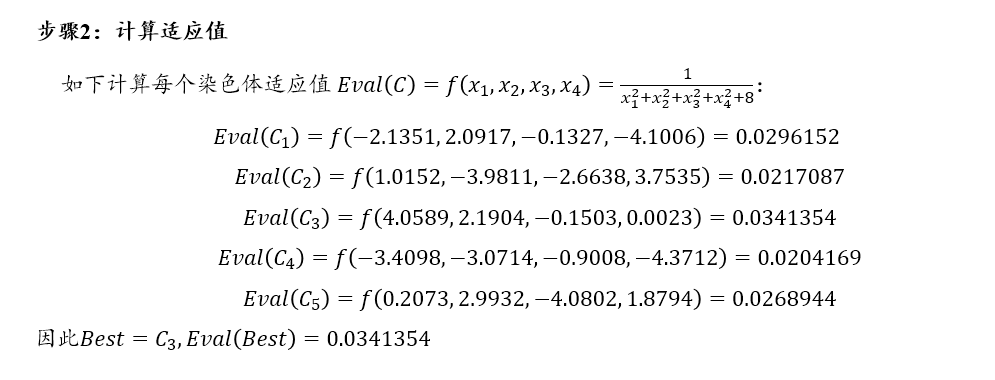 步骤2：计算适应值
如下计算每个染色体适应值 Eval(C) = f(x₁, x₂, x₃, x₄) = 1/(x₁²+x₂²+x₃²+x₄²+8)：
Eval(C₁) = f(−2.1351, 2.0917, −0.1327, −4.1006) = 0.0296152
Eval(C₂) = f(1.0152, −3.9811, −2.6638, 3.7535) = 0.0217087
Eval(C₃) = f(4.0589, 2.1904, −0.1503, 0.0023) = 0.0341354
Eval(C₄) = f(−3.4098, −3.0714, −0.9008, −4.3712) = 0.0204169
Eval(C₅) = f(0.2073, 2.9932, −4.0802, 1.8794) = 0.0268944
因此Best = C₃, Eval(Best) = 0.0341354